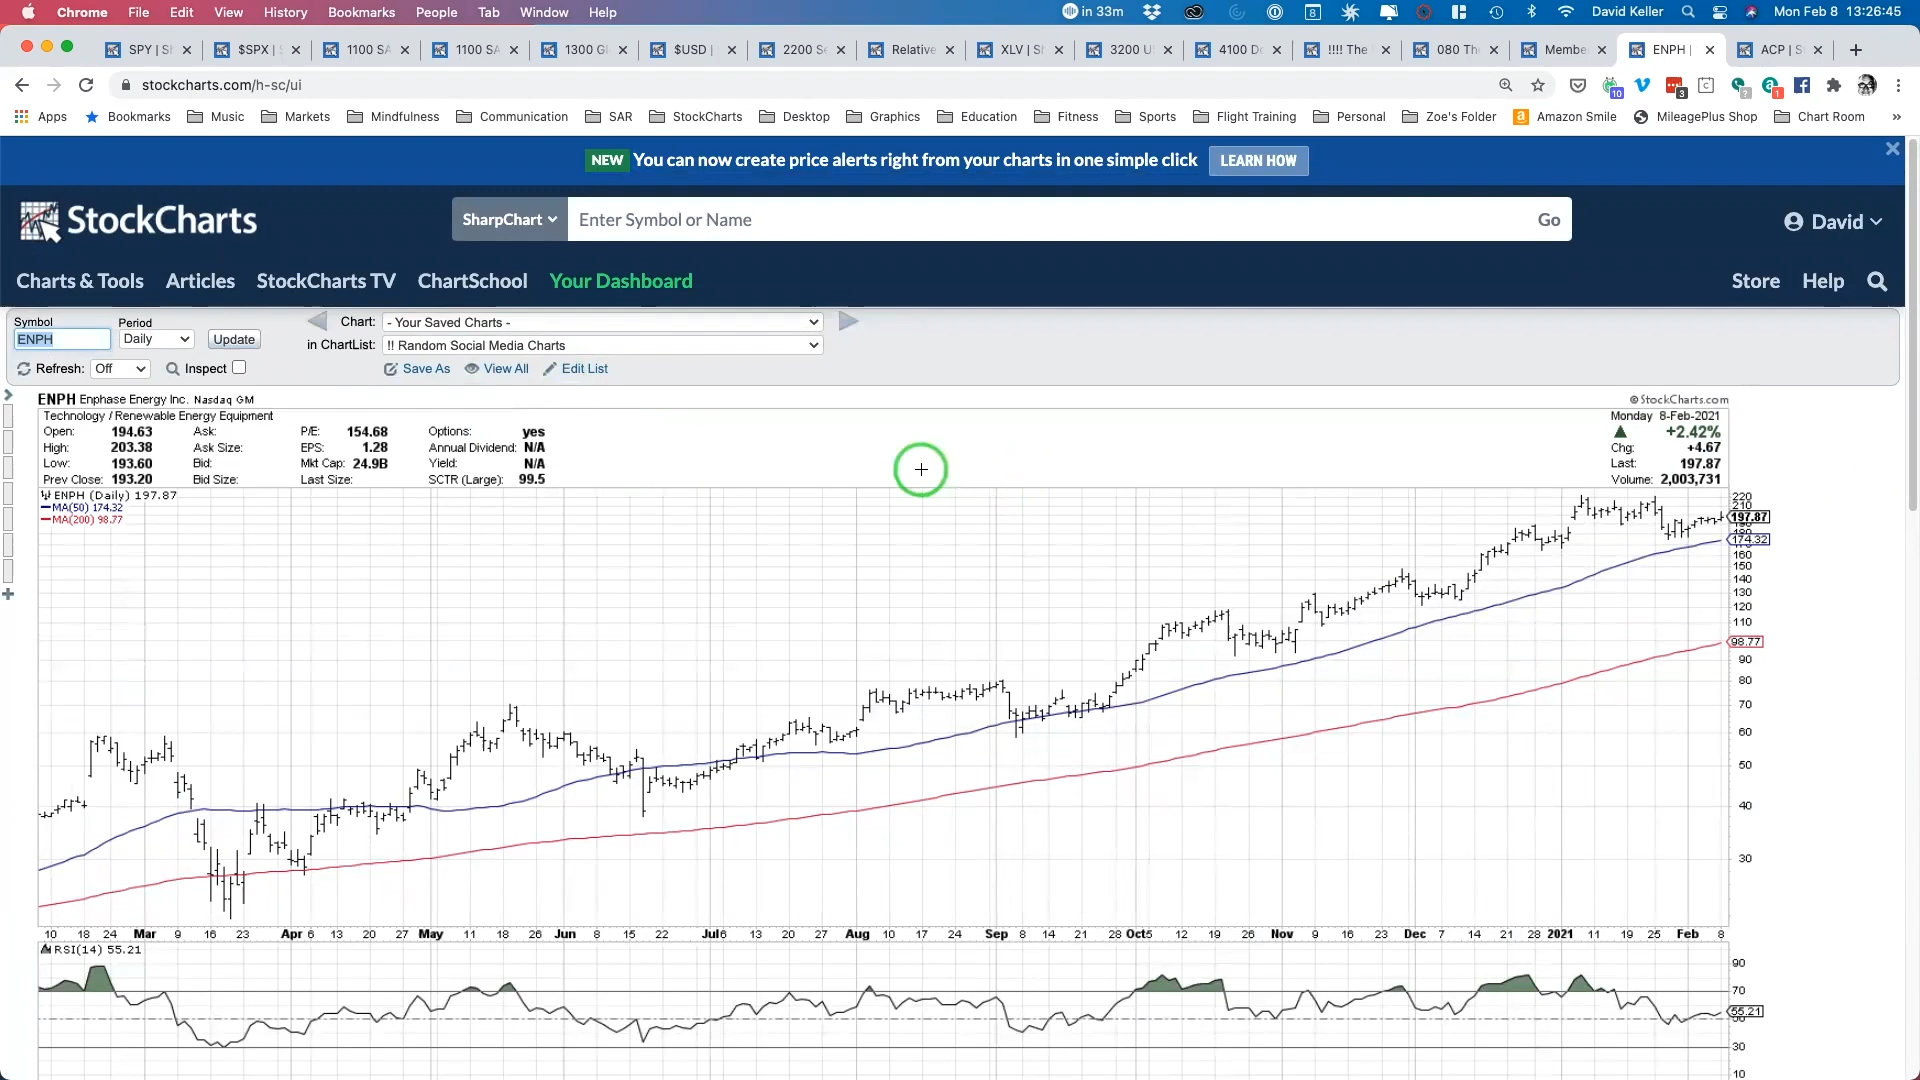 Chrome File Edit View History Bookmarks People Tab Window Help in 33m 8 David Keller Mon Feb 8 13:26:45
SPY | S $SPX | S 1100 SA 1100 SA 1300 G $USD | 2200 Se Relative XLV | S 3200 U 4100 D !!!! The 080 Th Membe ENPH | ACP | S
stockcharts.com/h-sc/ui 10 3 ? 1
Apps Bookmarks Music Markets Mindfulness Communication SAR StockCharts Desktop Graphics Education Fitness Sports Flight Training Personal Zoe's Folder Amazon Smile MileagePlus Shop Chart Room »
NEW You can now create price alerts right from your charts in one simple click LEARN HOW
StockCharts SharpChart Enter Symbol or Name Go David
Charts & Tools Articles StockCharts TV ChartSchool Your Dashboard Store Help
Symbol Period Chart: - Your Saved Charts -
ENPH Daily Update in ChartList: !! Random Social Media Charts
Refresh: Off Inspect Save As View All Edit List
ENPH Enphase Energy Inc. Nasdaq GM ©StockCharts.com
Technology / Renewable Energy Equipment Monday 8-Feb-2021
Open: 194.63 Ask: P/E: 154.68 Options: yes +2.42%
High: 203.38 Ask Size: EPS: 1.28 Annual Dividend: N/A Chg: +4.67
Low: 193.60 Bid: Mkt Cap: 24.9B Yield: N/A Last: 197.87
Prev Close: 193.20 Bid Size: Last Size: SCTR (Large): 99.5 Volume: 2,003,731
ENPH (Daily) 197.87
MA(50) 174.32
MA(200) 98.77
220
210
197.87
174.32
160
150
140
130
120
110
98.77
90
80
70
60
50
40
30
10 18 24 Mar 9 16 23 Apr 6 13 20 27 May 11 18 26 Jun 8 15 22 Jul 6 13 20 27 Aug 10 17 24 Sep 8 14 21 28 Oct 5 12 19 26 Nov 9 16 23 Dec 7 14 21 28 2021 11 19 25 Feb 8
RSI(14) 55.21
90
70
55.21
30
10